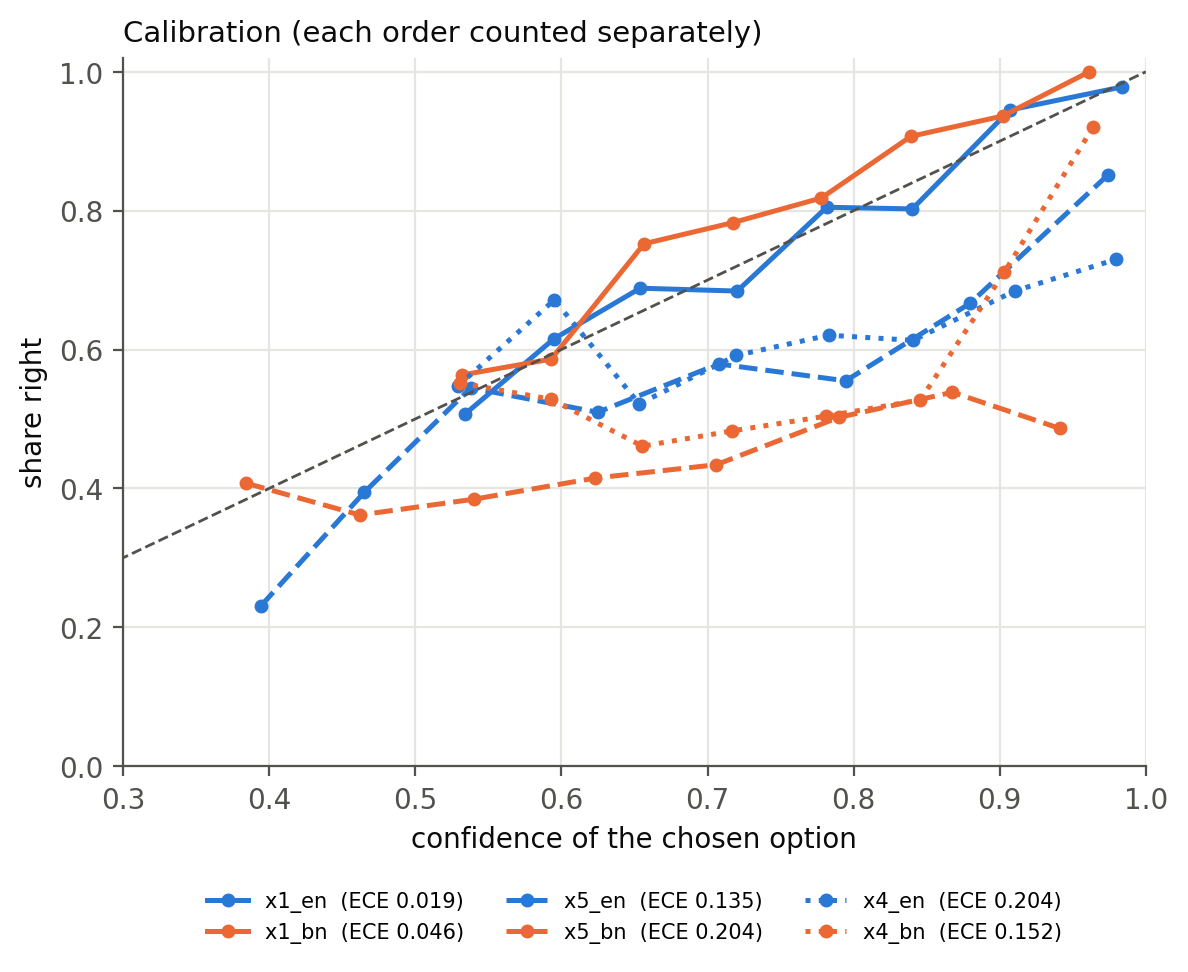 Calibration (each order counted separately)
1.0
0.8
0.6
0.4
0.2
0.0
share right
0.3 0.4 0.5 0.6 0.7 0.8 0.9 1.0
confidence of the chosen option
x1_en (ECE 0.019) x5_en (ECE 0.135) x4_en (ECE 0.204)
x1_bn (ECE 0.046) x5_bn (ECE 0.204) x4_bn (ECE 0.152)